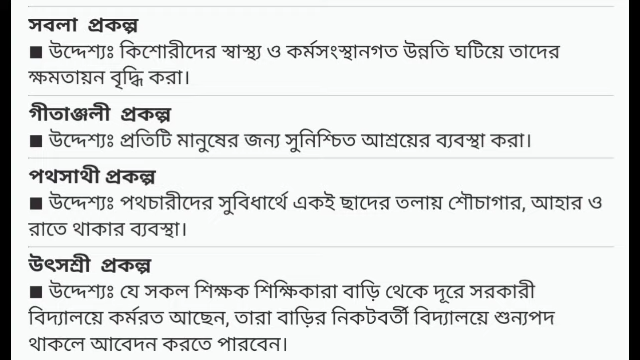 সবলা প্রকল্প
■ উদ্দেশ্যঃ কিশোরীদের স্বাস্থ্য ও কর্মসংস্থানগত উন্নতি ঘটিয়ে তাদের
ক্ষমতায়ন বৃদ্ধি করা।
গীতাঞ্জলী প্রকল্প
■ উদ্দেশ্যঃ প্রতিটি মানুষের জন্য সুনিশ্চিত আশ্রয়ের ব্যবস্থা করা।
পথসাথী প্রকল্প
■ উদ্দেশ্যঃ পথচারীদের সুবিধার্থে একই ছাদের তলায় শৌচাগার, আহার ও
রাতে থাকার ব্যবস্থা।
উৎসশ্রী প্রকল্প
■ উদ্দেশ্যঃ যে সকল শিক্ষক শিক্ষিকারা বাড়ি থেকে দূরে সরকারী
বিদ্যালয়ে কর্মরত আছেন, তারা বাড়ির নিকটবর্তী বিদ্যালয়ে শুন্যপদ
থাকলে আবেদন করতে পারবেন।